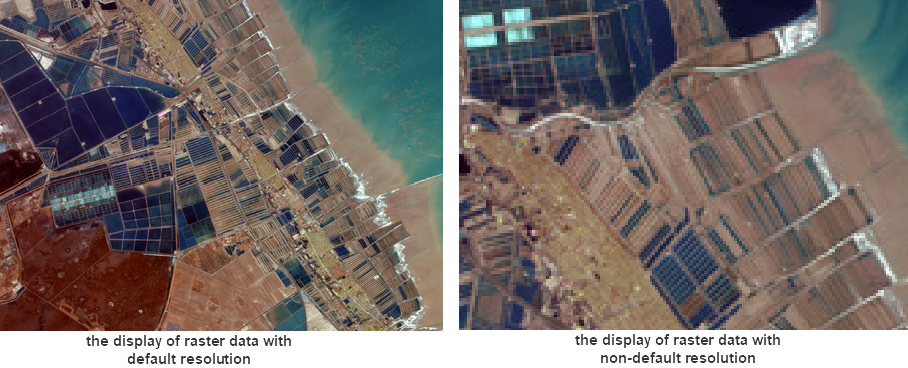 the display of raster data with
default resolution
the display of raster data with
non-default resolution